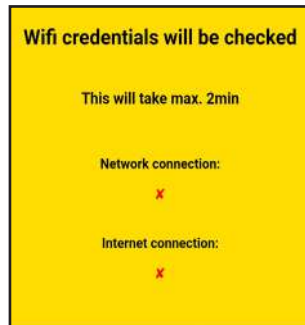 Wifi credentials will be checked
This will take max. 2min
Network connection:
✘
Internet connection:
✘